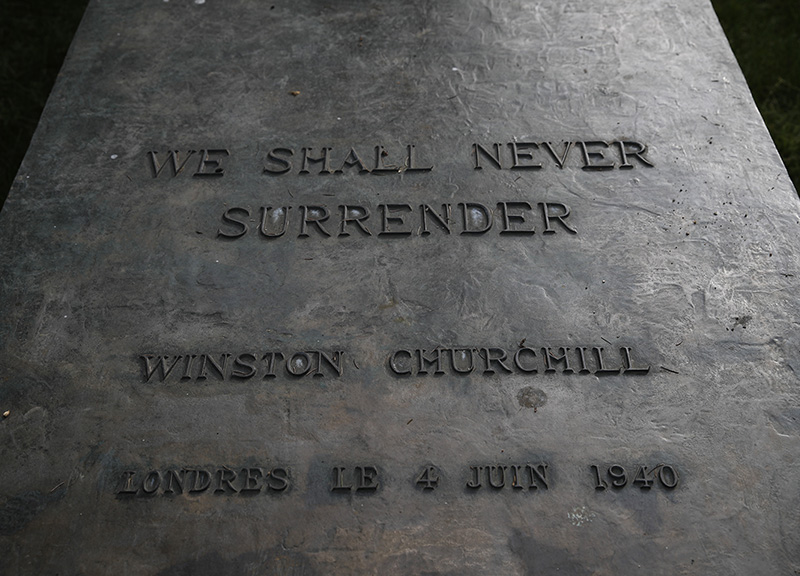 WE SHALL NEVER
SURRENDER
WINSTON CHURCHILL
LONDRES LE 4 JUIN 1940